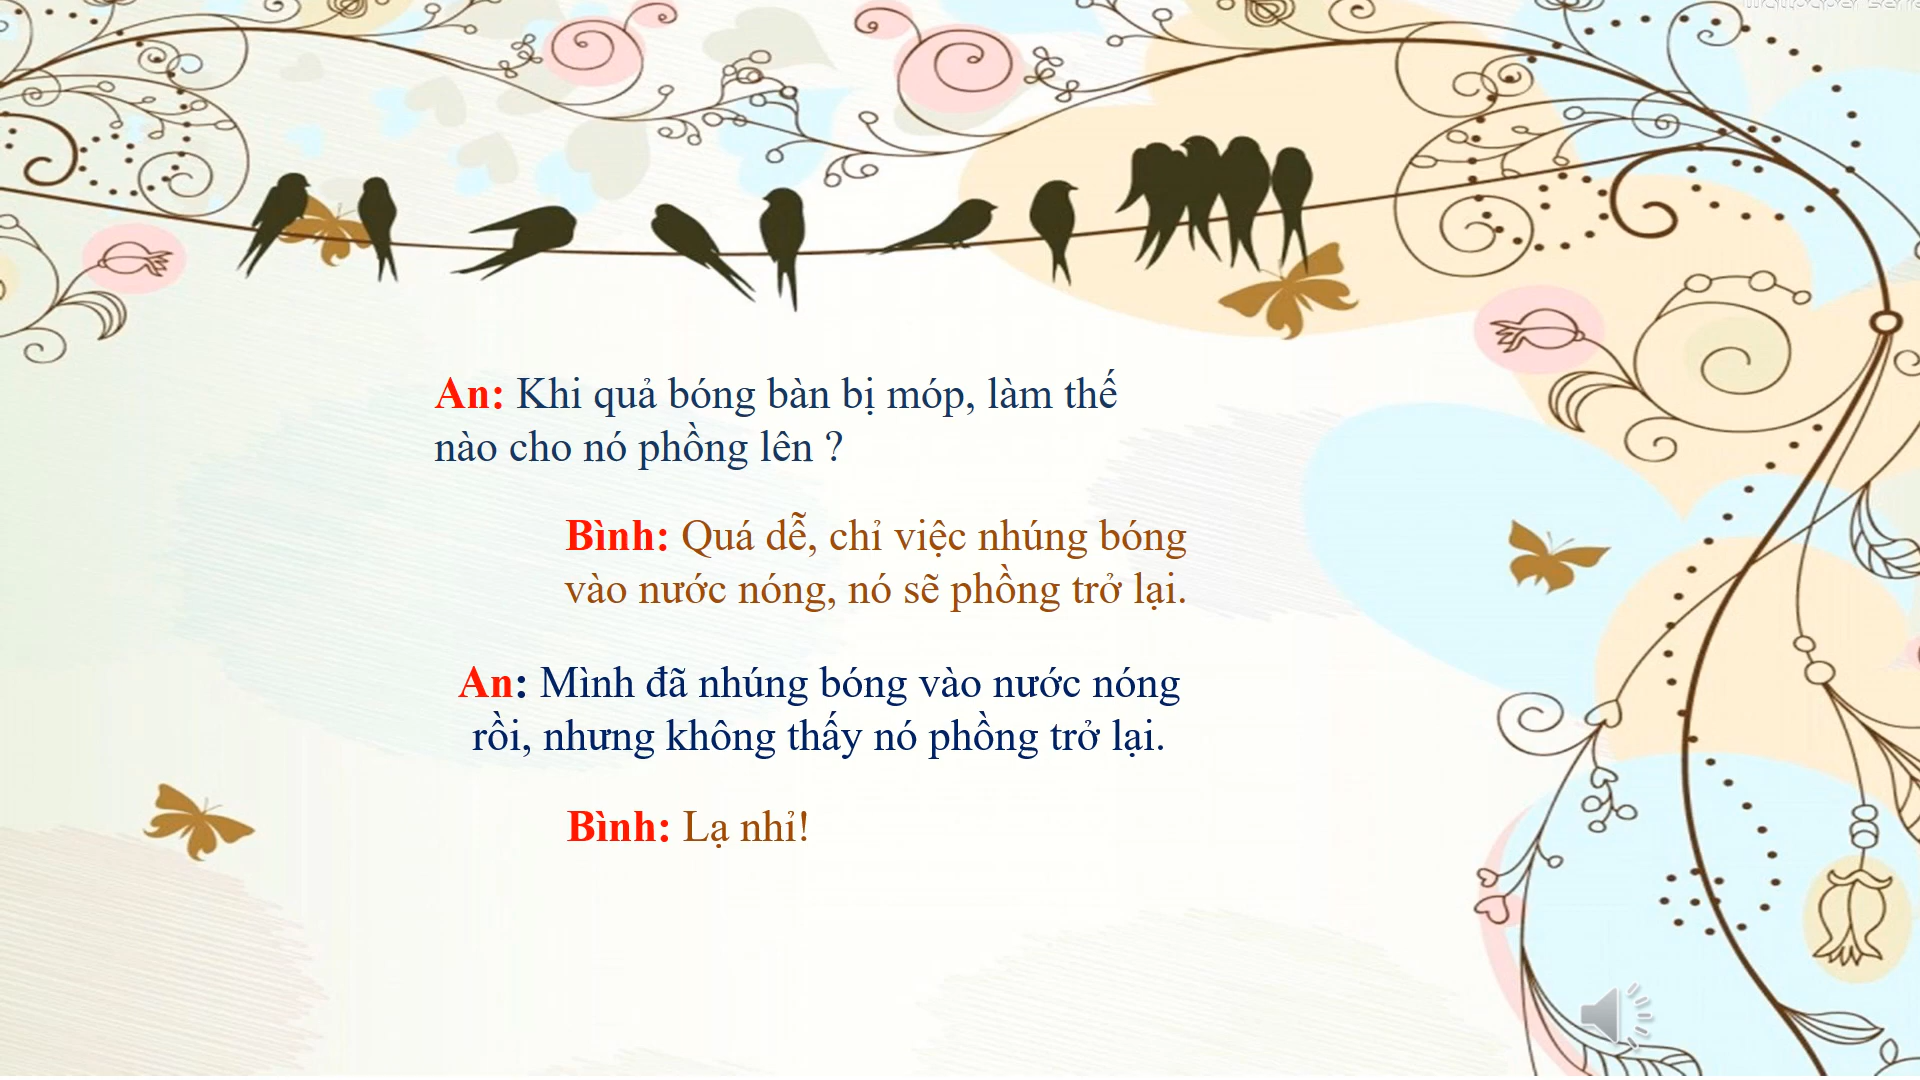 An: Khi quả bóng bàn bị móp, làm thế
nào cho nó phồng lên ?
Bình: Quá dễ, chỉ việc nhúng bóng
vào nước nóng, nó sẽ phồng trở lại.
An: Mình đã nhúng bóng vào nước nóng
rồi, nhưng không thấy nó phồng trở lại.
Bình: Lạ nhỉ!